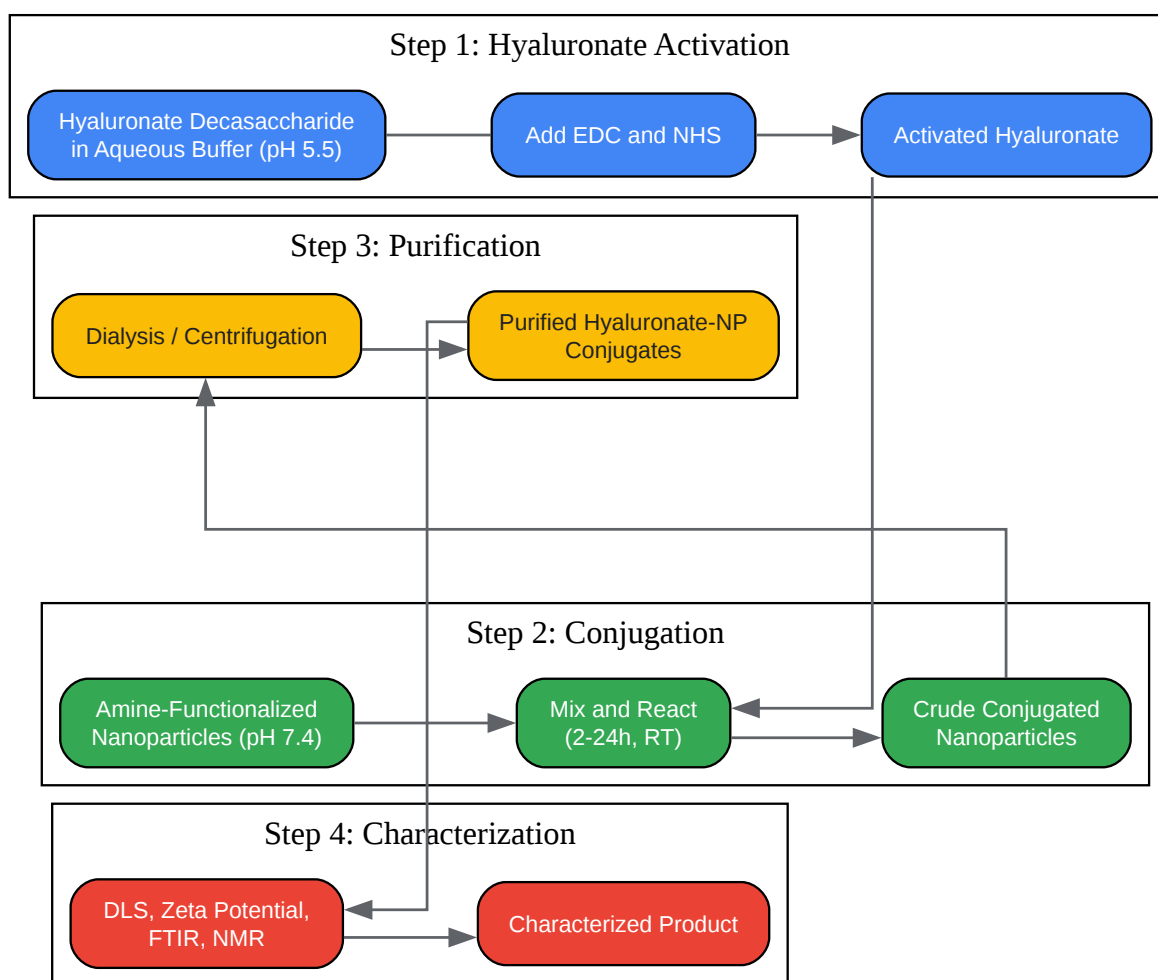 Step 1: Hyaluronate Activation
Hyaluronate Decasaccharide
in Aqueous Buffer (pH 5.5)
Add EDC and NHS
Activated Hyaluronate
Step 3: Purification
Dialysis / Centrifugation
Purified Hyaluronate-NP
Conjugates
Step 2: Conjugation
Amine-Functionalized
Nanoparticles (pH 7.4)
Mix and React
(2-24h, RT)
Crude Conjugated
Nanoparticles
Step 4: Characterization
DLS, Zeta Potential,
FTIR, NMR
Characterized Product